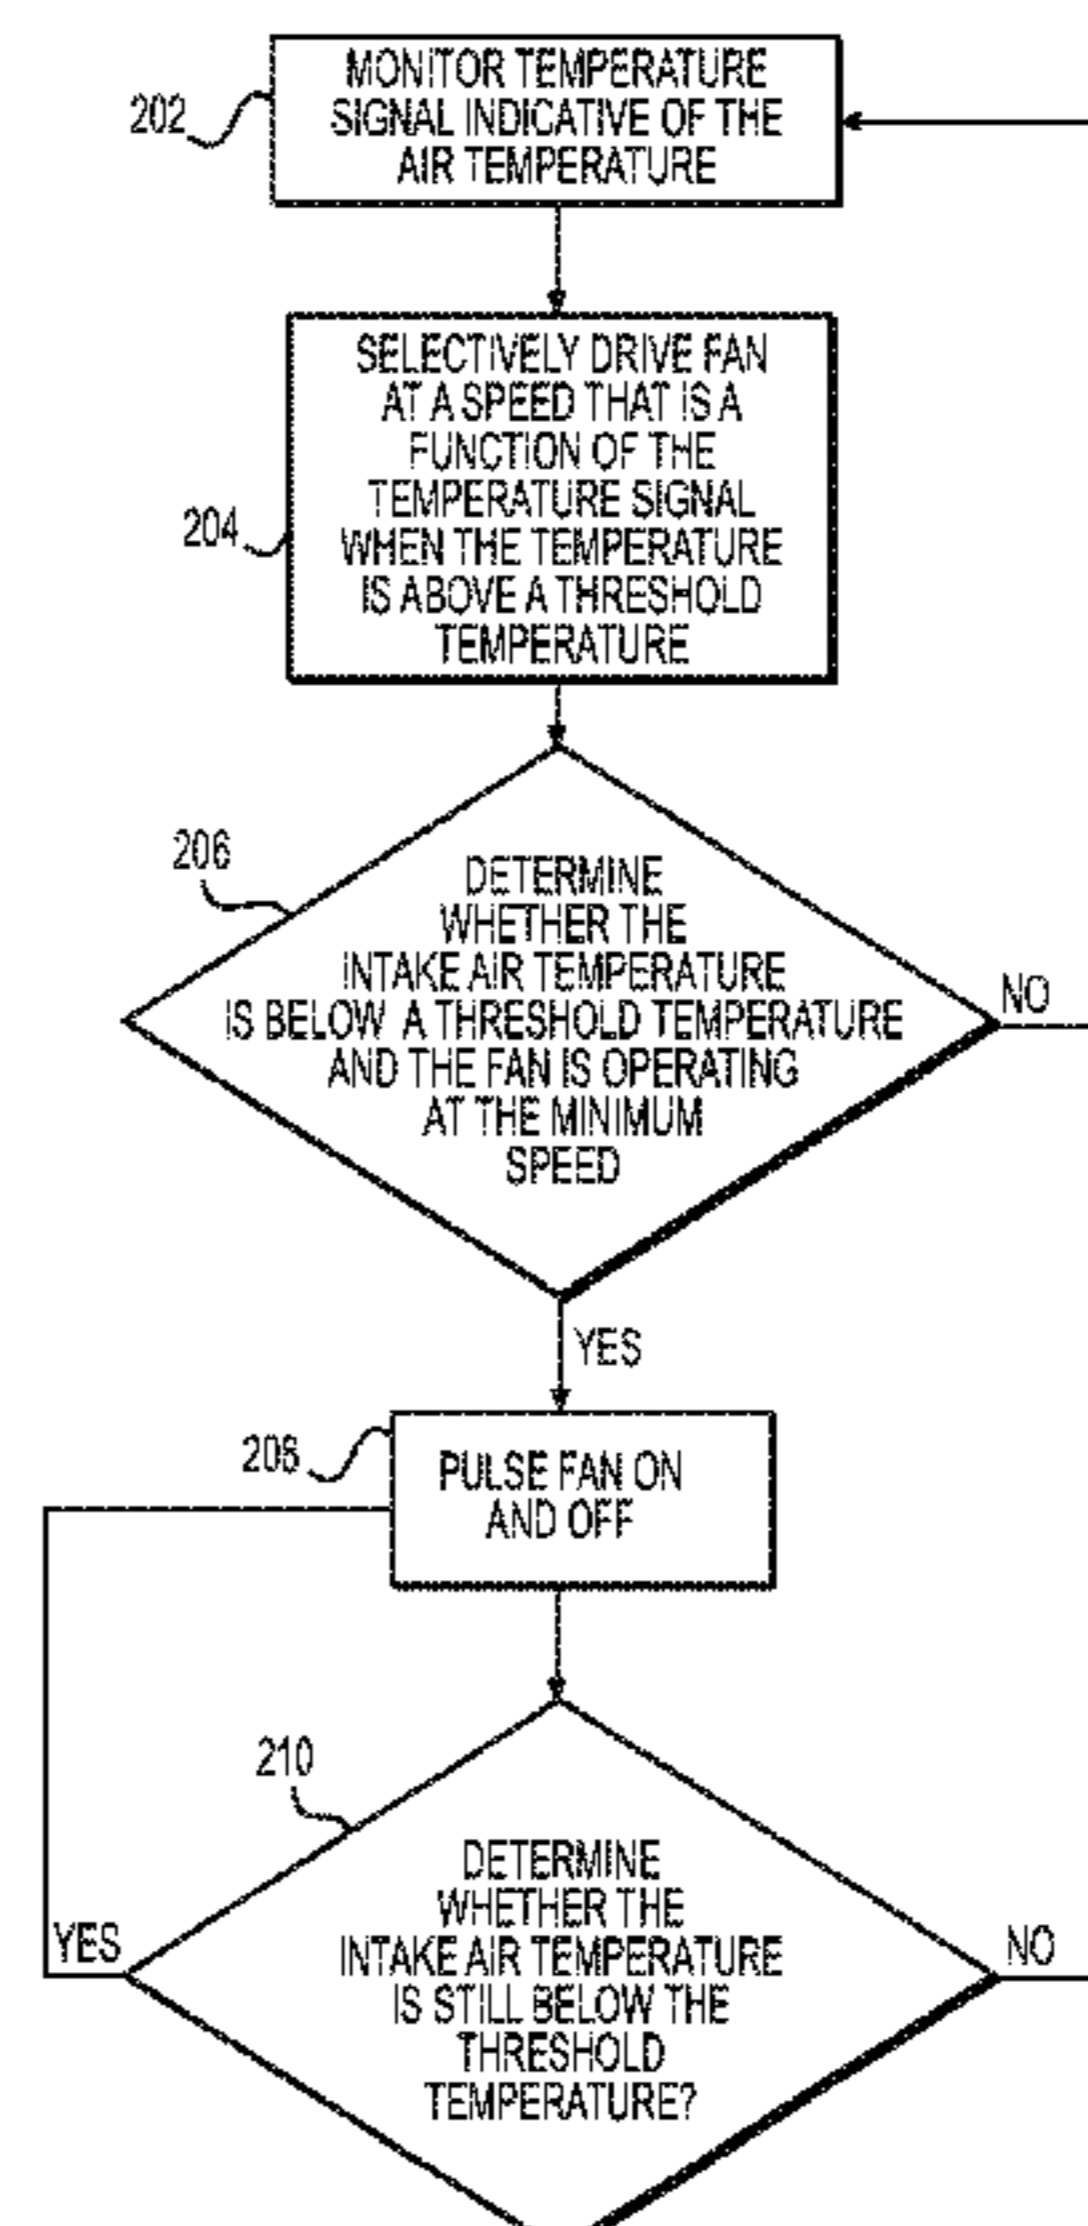 202
MONITOR TEMPERATURE
SIGNAL INDICATIVE OF THE
AIR TEMPERATURE
204
SELECTIVELY DRIVE FAN
AT A SPEED THAT IS A
FUNCTION OF THE
TEMPERATURE SIGNAL
WHEN THE TEMPERATURE
IS ABOVE A THRESHOLD
TEMPERATURE
206
DETERMINE
WHETHER THE
INTAKE AIR TEMPERATURE
IS BELOW A THRESHOLD TEMPERATURE
AND THE FAN IS OPERATING
AT THE MINIMUM
SPEED
NO
YES
208
PULSE FAN ON
AND OFF
210
DETERMINE
WHETHER THE
INTAKE AIR TEMPERATURE
IS STILL BELOW THE
THRESHOLD
TEMPERATURE?
YES
NO